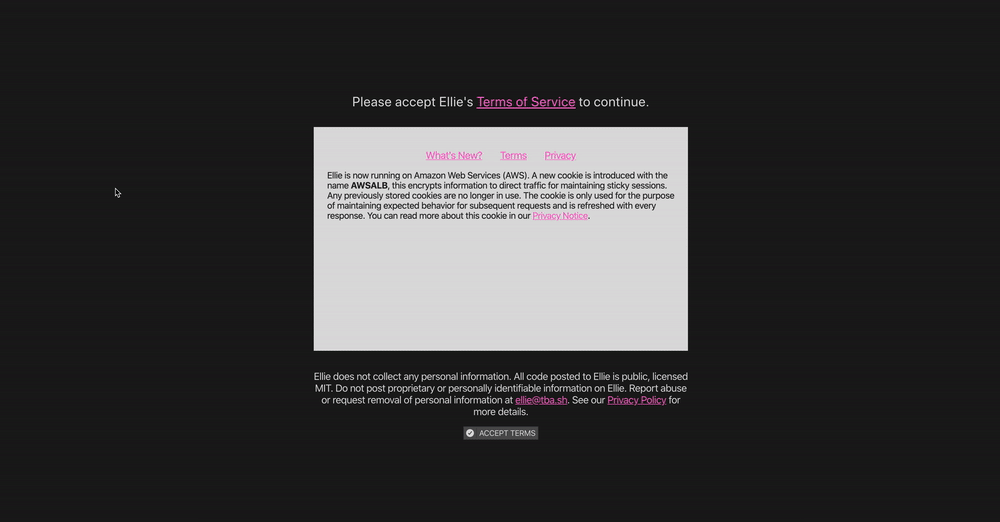 Please accept Ellie's Terms of Service to continue.
What's New? Terms Privacy
Ellie is now running on Amazon Web Services (AWS). A new cookie is introduced with the
name AWSALB, this encrypts information to direct traffic for maintaining sticky sessions.
Any previously stored cookies are no longer in use. The cookie is only used for the purpose
of maintaining expected behavior for subsequent requests and is refreshed with every
response. You can read more about this cookie in our Privacy Notice.
Ellie does not collect any personal information. All code posted to Ellie is public, licensed
MIT. Do not post proprietary or personally identifiable information on Ellie. Report abuse
or request removal of personal information at ellie@tba.sh. See our Privacy Policy for
more details.
ACCEPT TERMS